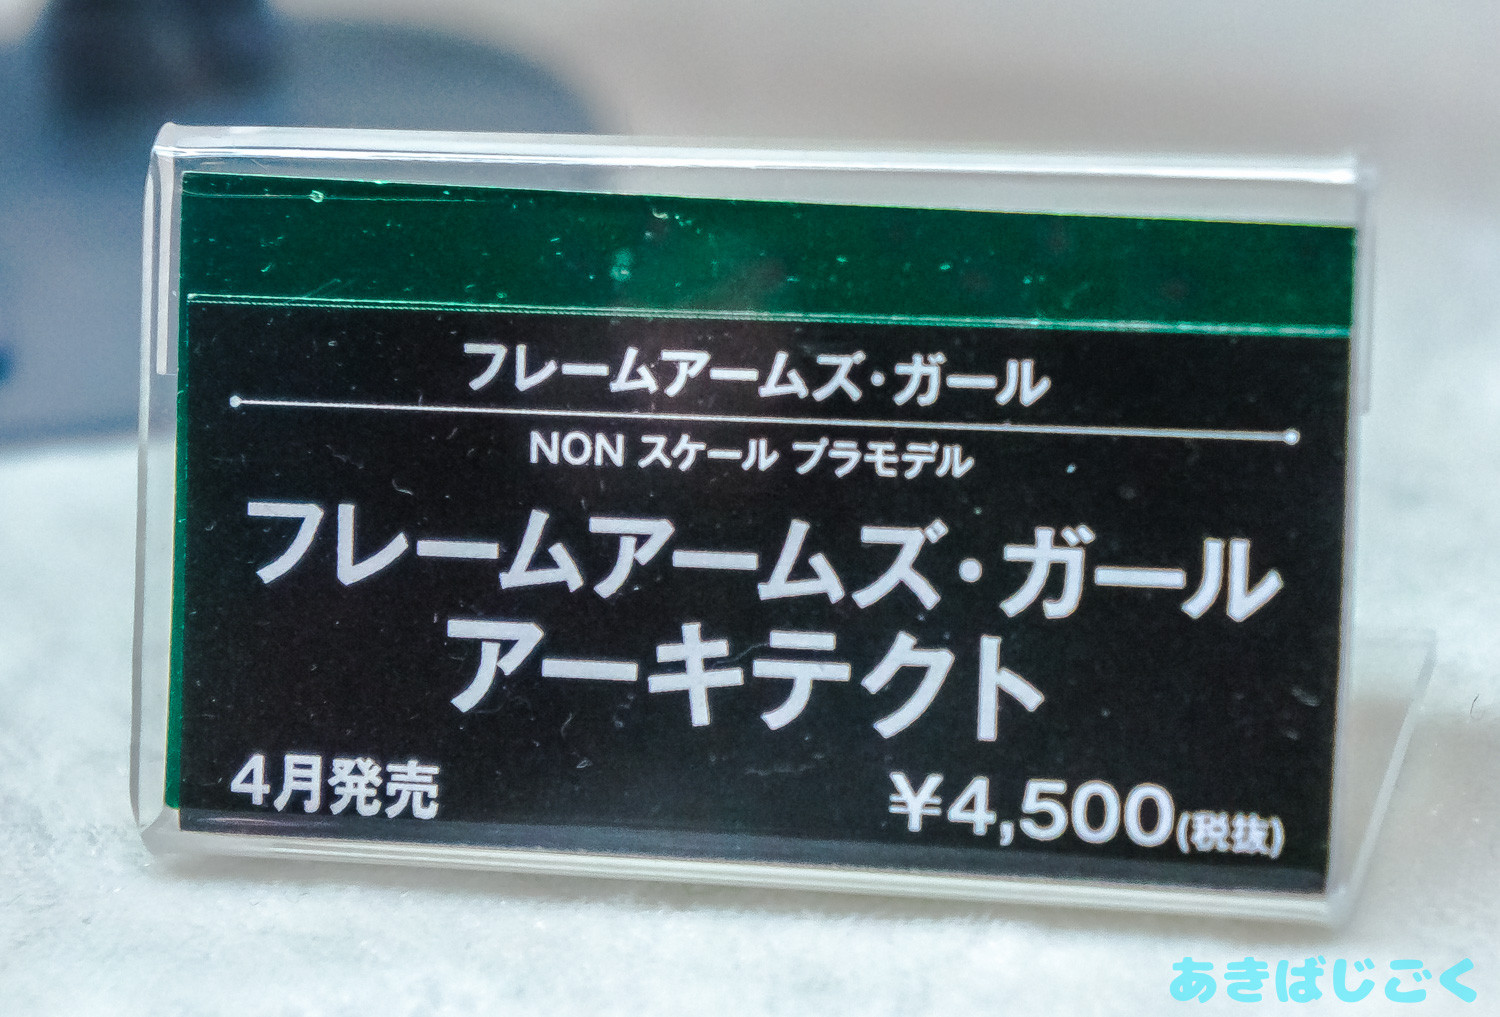 フレームアームズ・ガール
NON スケール プラモデル
フレームアームズ・ガール
アーキテクト
4月発売 ¥4,500(税抜)
あきばじごく